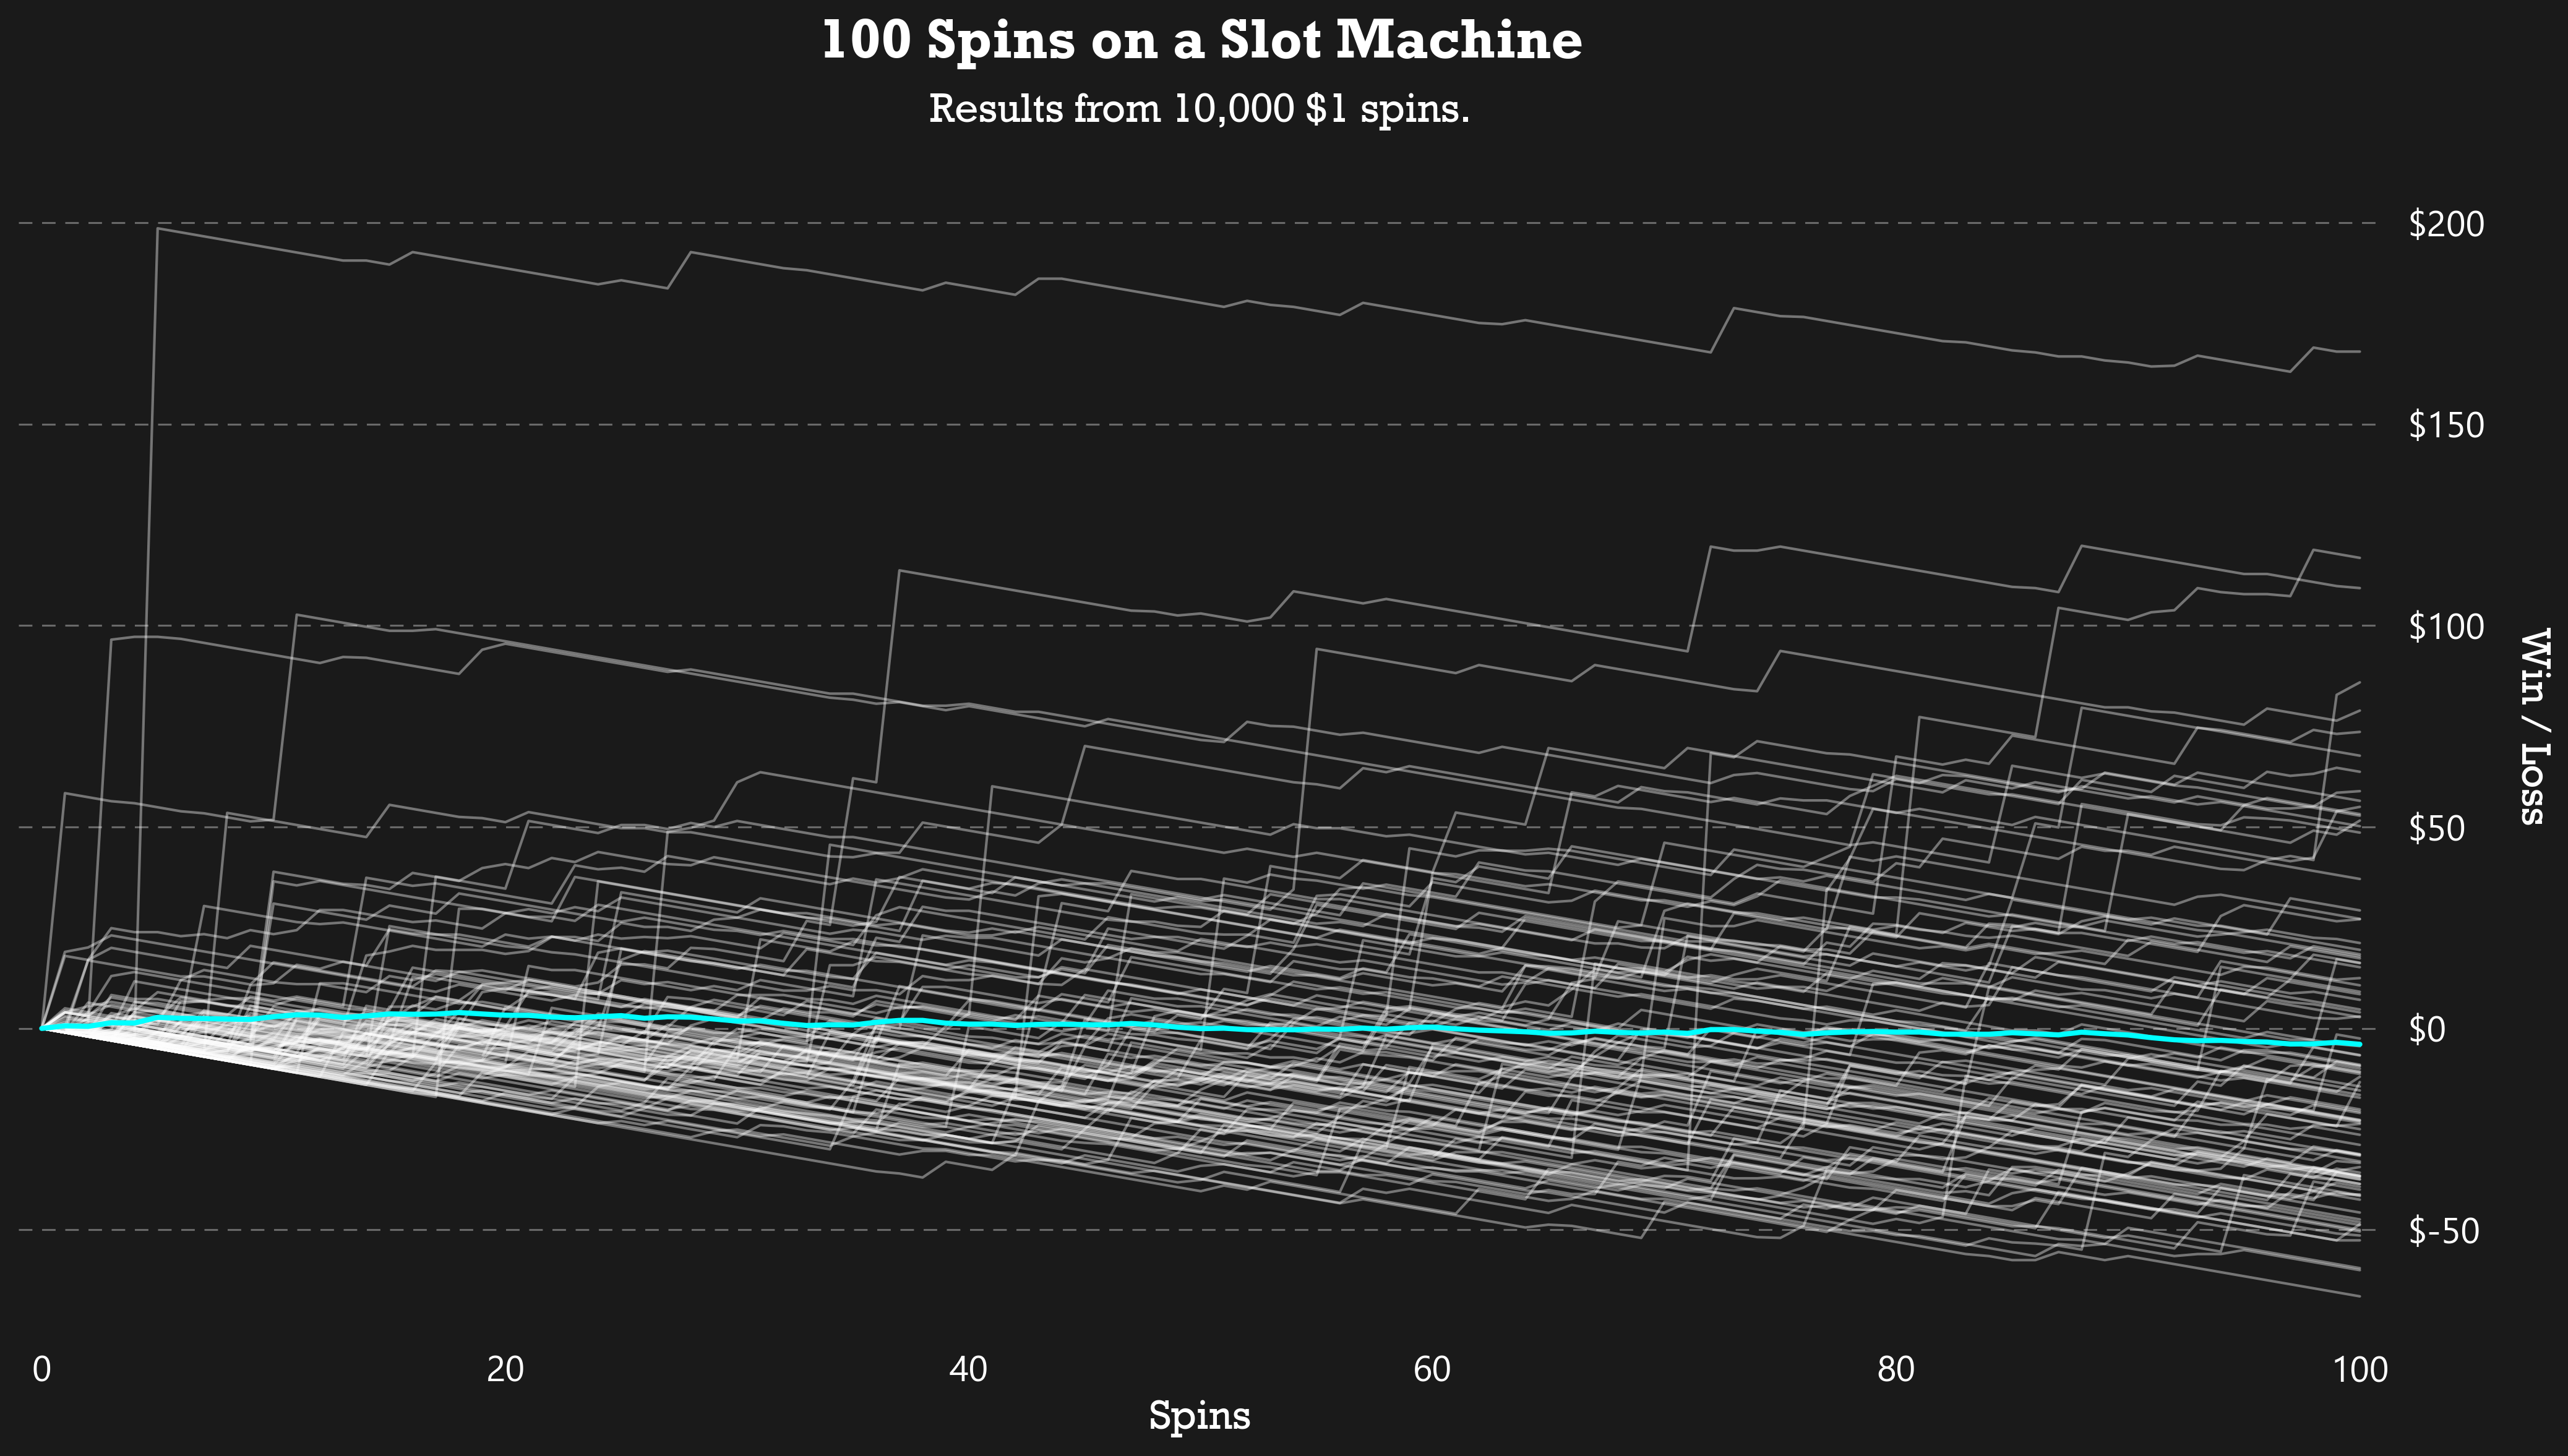 100 Spins on a Slot Machine
Results from 10,000 $1 spins.
$200
$150
$100
$50
$0
$-50
Win / Loss
0 20 40 60 80 100
Spins